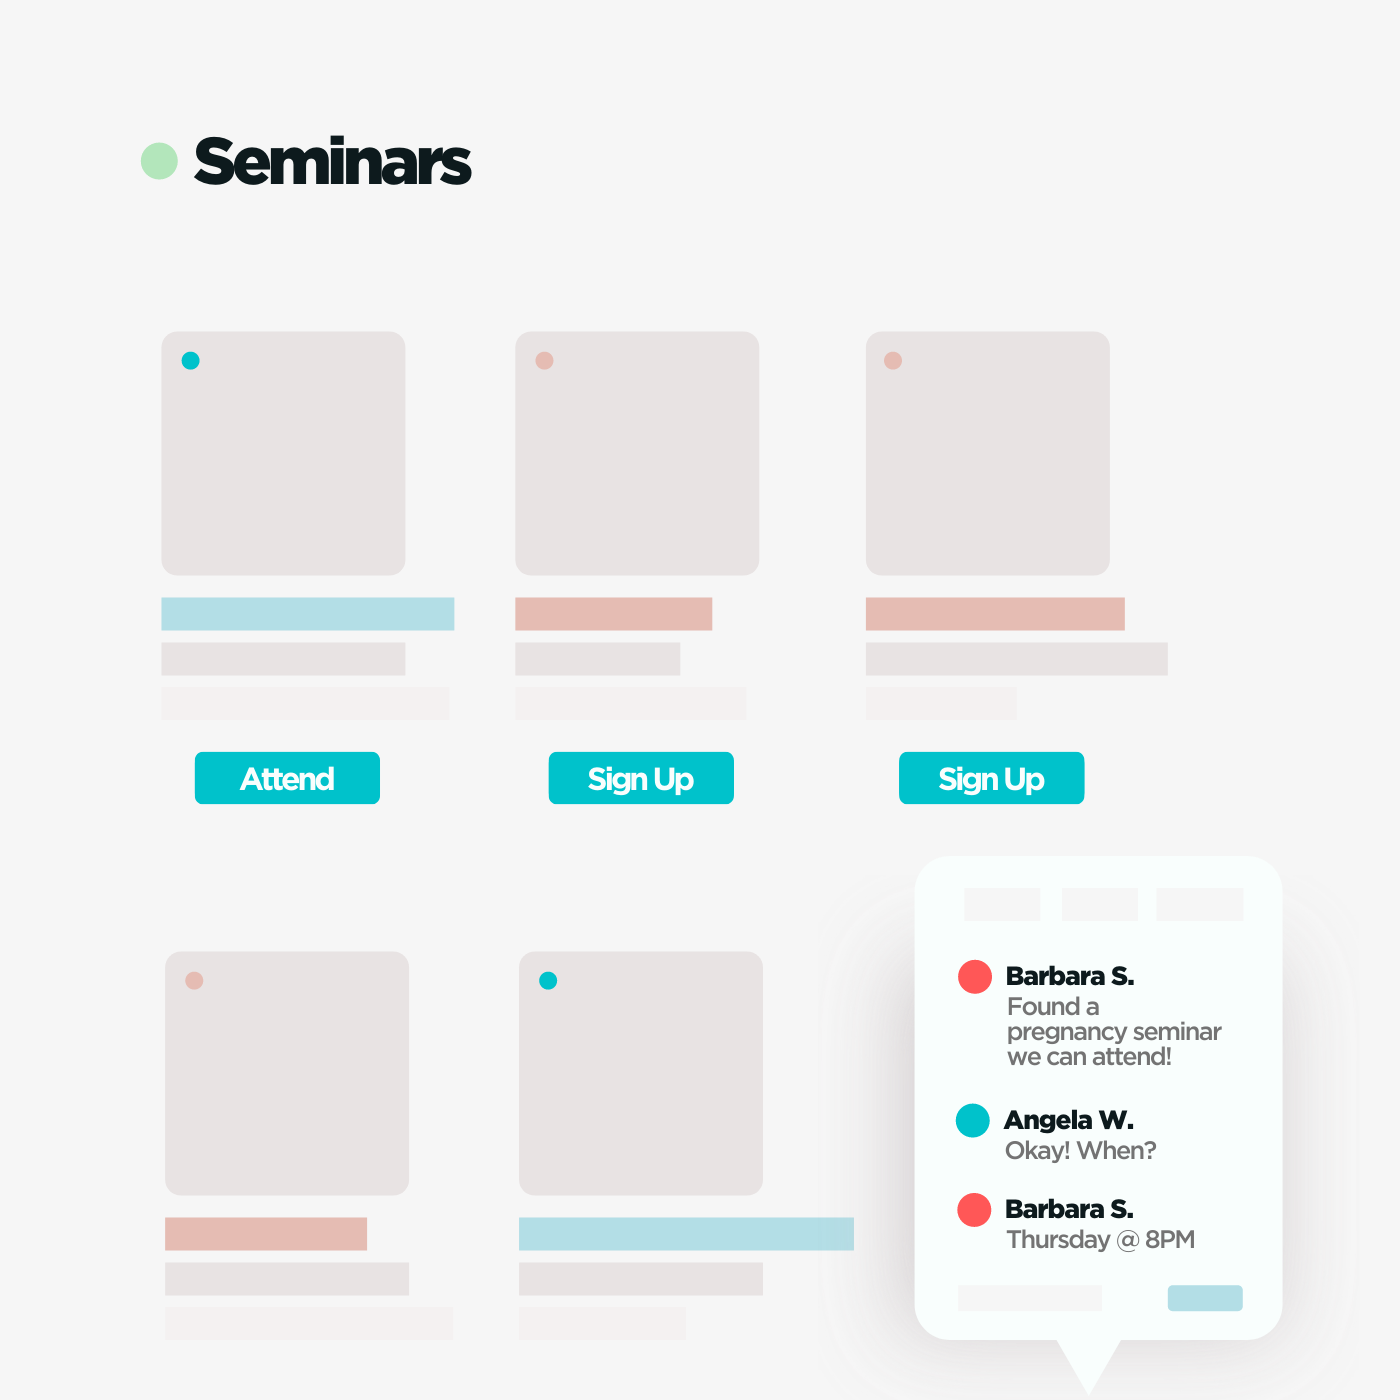 Seminars
Attend
Sign Up
Sign Up
Barbara S.
Found a
pregnancy seminar
we can attend!
Angela W.
Okay! When?
Barbara S.
Thursday @ 8PM